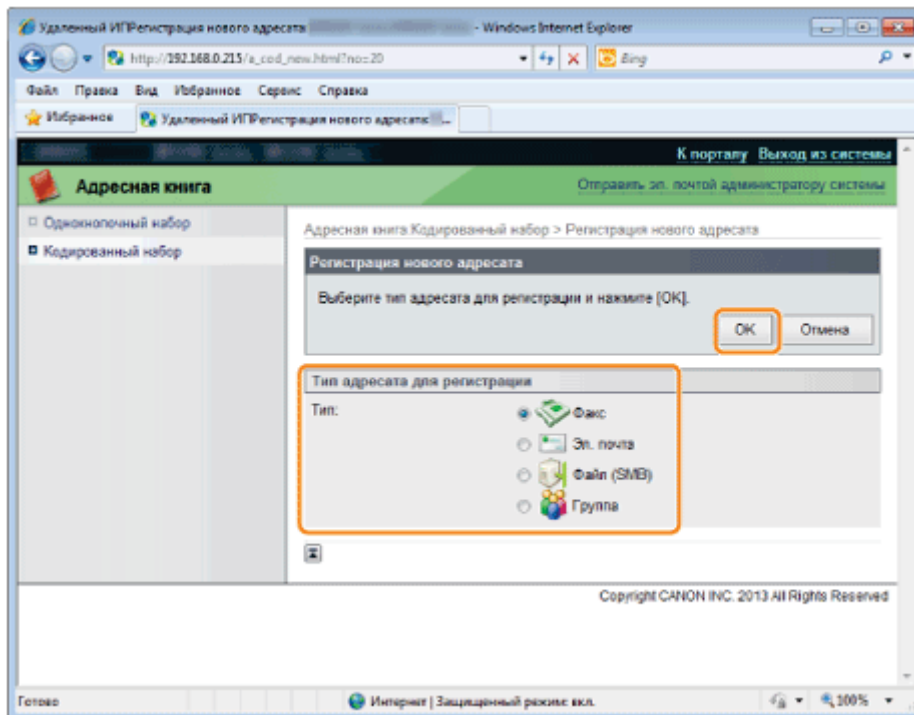 Удаленный ИПРегистрация нового адресата - Windows Internet Explorer
http://192.168.0.215/a_cod_new.html?no=20
Bing
Файл Правка Вид Избранное Сервис Справка
Избранное Удаленный ИПРегистрация нового адресата: ...
К порталу Выход из системы
Адресная книга Отправить эл. почтой администратору системы
Однокнопочный набор
Кодированный набор
Адресная книга:Кодированный набор > Регистрация нового адресата
Регистрация нового адресата
Выберите тип адресата для регистрации и нажмите [OK].
OK Отмена
Тип адресата для регистрации
Тип: Факс
Эл. почта
Файл (SMB)
Группа
Copyright CANON INC. 2013 All Rights Reserved
Готово Интернет | Защищенный режим: вкл. 100%